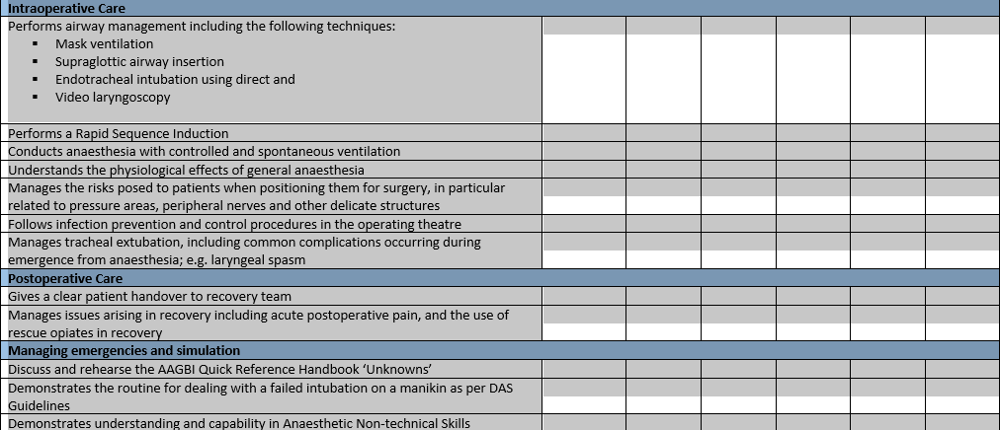 Intraoperative Care
Performs airway management including the following techniques:
▪ Mask ventilation
▪ Supraglottic airway insertion
▪ Endotracheal intubation using direct and
▪ Video laryngoscopy
Performs a Rapid Sequence Induction
Conducts anaesthesia with controlled and spontaneous ventilation
Understands the physiological effects of general anaesthesia
Manages the risks posed to patients when positioning them for surgery, in particular
related to pressure areas, peripheral nerves and other delicate structures
Follows infection prevention and control procedures in the operating theatre
Manages tracheal extubation, including common complications occurring during
emergence from anaesthesia; e.g. laryngeal spasm
Postoperative Care
Gives a clear patient handover to recovery team
Manages issues arising in recovery including acute postoperative pain, and the use of
rescue opiates in recovery
Managing emergencies and simulation
Discuss and rehearse the AAGBI Quick Reference Handbook ‘Unknowns’
Demonstrates the routine for dealing with a failed intubation on a manikin as per DAS
Guidelines
Demonstrates understanding and capability in Anaesthetic Non-technical Skills